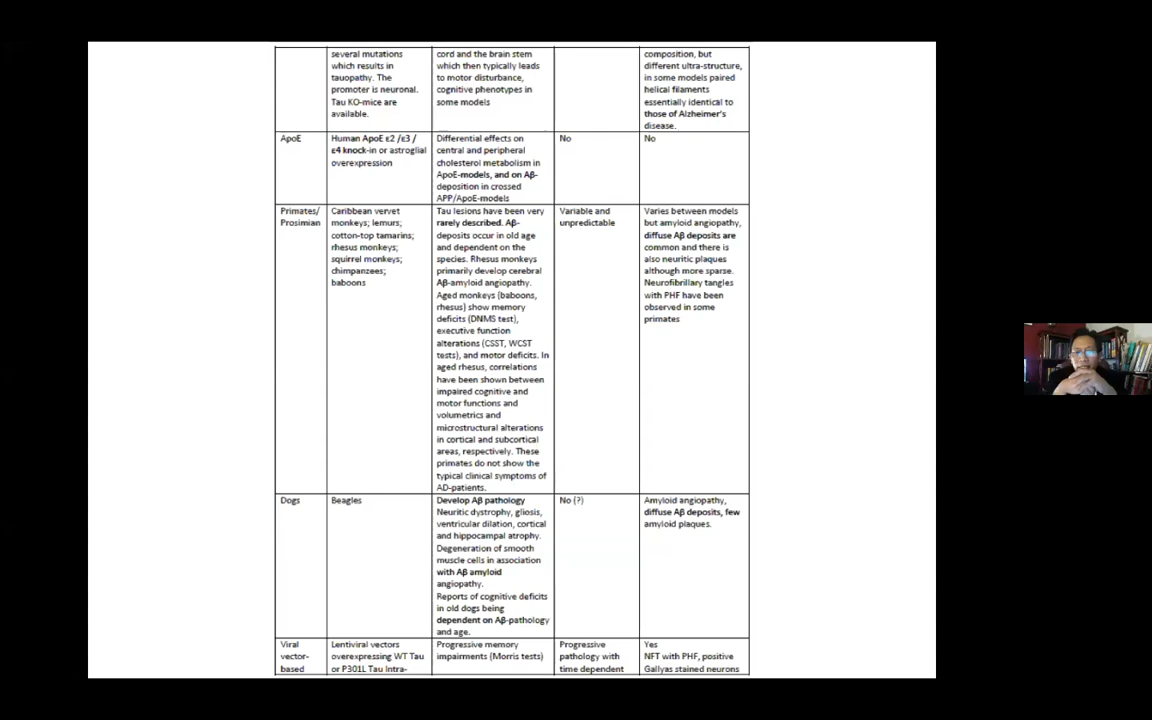 several mutations
which results in
tauopathy. The
promoter is neuronal.
Tau KO-mice are
available.
cord and the brain stem
which then typically leads
to motor disturbance,
cognitive phenotypes in
some models
composition, but
different ultra-structure,
in some models paired
helical filaments
essentially identical to
those of Alzheimer's
disease.
ApoE
Human ApoE ε2 /ε3 /
ε4 knock-in or astroglial
overexpression
Differential effects on
central and peripheral
cholesterol metabolism in
ApoE-models, and on Aβ-
deposition in crossed
APP/ApoE-models
No
No
Primates/
Prosimian
Caribbean vervet
monkeys; lemurs;
cotton-top tamarins;
rhesus monkeys;
squirrel monkeys;
chimpanzees;
baboons
Tau lesions have been very
rarely described. Aβ-
deposits occur in old age
and dependent on the
species. Rhesus monkeys
primarily develop cerebral
Aβ-amyloid angiopathy.
Aged monkeys (baboons,
rhesus) show memory
deficits (DNMS test),
executive function
alterations (CSST, WCST
tests), and motor deficits. In
aged rhesus, correlations
have been shown between
impaired cognitive and
motor functions and
volumetrics and
microstructural alterations
in cortical and subcortical
areas, respectively. These
primates do not show the
typical clinical symptoms of
AD-patients.
Variable and
unpredictable
Varies between models
but amyloid angiopathy,
diffuse Aβ deposits are
common and there is
also neuritic plaques
although more sparse.
Neurofibrillary tangles
with PHF have been
observed in some
primates
Dogs
Beagles
Develop Aβ pathology
Neuritic dystrophy, gliosis,
ventricular dilation, cortical
and hippocampal atrophy.
Degeneration of smooth
muscle cells in association
with Aβ amyloid
angiopathy.
Reports of cognitive deficits
in old dogs being
dependent on Aβ-pathology
and age.
No (?)
Amyloid angiopathy,
diffuse Aβ deposits, few
amyloid plaques.
Viral
vector-
based
Lentiviral vectors
overexpressing WT Tau
or P301L Tau Intra-
Progressive memory
impairments (Morris tests)
Progressive
pathology with
time dependent
Yes
NFT with PHF, positive
Gallyas stained neurons